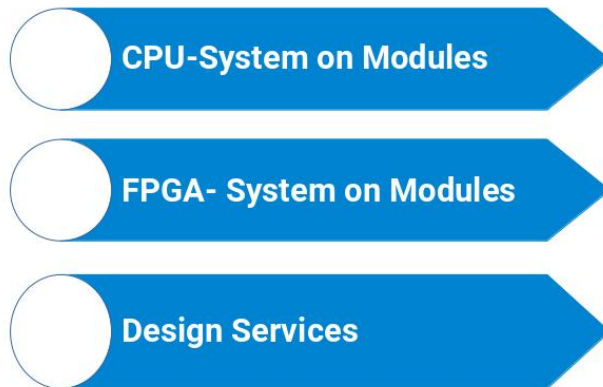 CPU-System on Modules
FPGA- System on Modules
Design Services